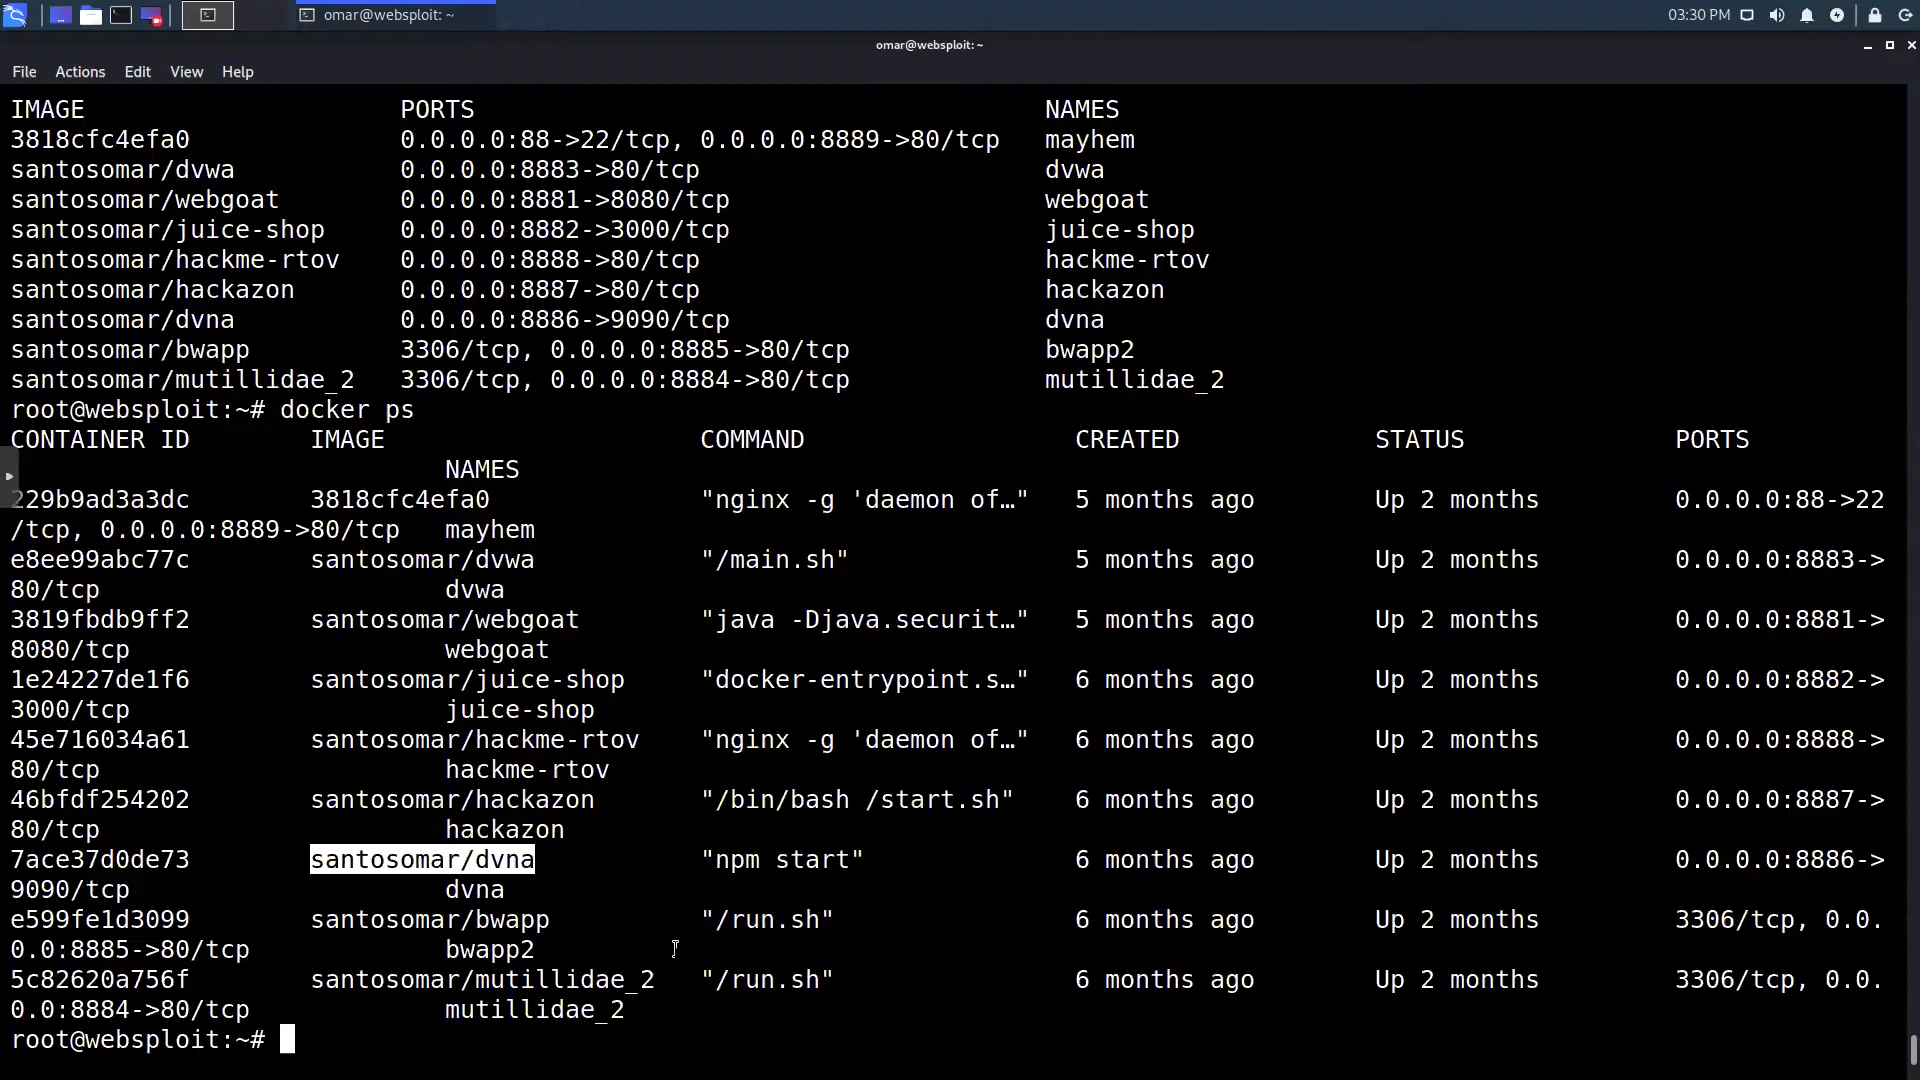 03:30 PM
omar@websploit: ~
omar@websploit: ~
File Actions Edit View Help
IMAGE PORTS NAMES
3818cfc4efa0 0.0.0.0:88->22/tcp, 0.0.0.0:8889->80/tcp mayhem
santosomar/dvwa 0.0.0.0:8883->80/tcp dvwa
santosomar/webgoat 0.0.0.0:8881->8080/tcp webgoat
santosomar/juice-shop 0.0.0.0:8882->3000/tcp juice-shop
santosomar/hackme-rtov 0.0.0.0:8888->80/tcp hackme-rtov
santosomar/hackazon 0.0.0.0:8887->80/tcp hackazon
santosomar/dvna 0.0.0.0:8886->9090/tcp dvna
santosomar/bwapp 3306/tcp, 0.0.0.0:8885->80/tcp bwapp2
santosomar/mutillidae_2 3306/tcp, 0.0.0.0:8884->80/tcp mutillidae_2
root@websploit:~# docker ps
CONTAINER ID IMAGE COMMAND CREATED STATUS PORTS
NAMES
229b9ad3a3dc 3818cfc4efa0 "nginx -g 'daemon of…" 5 months ago Up 2 months 0.0.0.0:88->22
/tcp, 0.0.0.0:8889->80/tcp mayhem
e8ee99abc77c santosomar/dvwa "/main.sh" 5 months ago Up 2 months 0.0.0.0:8883->
80/tcp dvwa
3819fbdb9ff2 santosomar/webgoat "java -Djava.securit…" 5 months ago Up 2 months 0.0.0.0:8881->
8080/tcp webgoat
1e24227de1f6 santosomar/juice-shop "docker-entrypoint.s…" 6 months ago Up 2 months 0.0.0.0:8882->
3000/tcp juice-shop
45e716034a61 santosomar/hackme-rtov "nginx -g 'daemon of…" 6 months ago Up 2 months 0.0.0.0:8888->
80/tcp hackme-rtov
46bfdf254202 santosomar/hackazon "/bin/bash /start.sh" 6 months ago Up 2 months 0.0.0.0:8887->
80/tcp hackazon
7ace37d0de73 santosomar/dvna "npm start" 6 months ago Up 2 months 0.0.0.0:8886->
9090/tcp dvna
e599fe1d3099 santosomar/bwapp "/run.sh" 6 months ago Up 2 months 3306/tcp, 0.0.
0.0:8885->80/tcp bwapp2
5c82620a756f santosomar/mutillidae_2 "/run.sh" 6 months ago Up 2 months 3306/tcp, 0.0.
0.0:8884->80/tcp mutillidae_2
root@websploit:~#